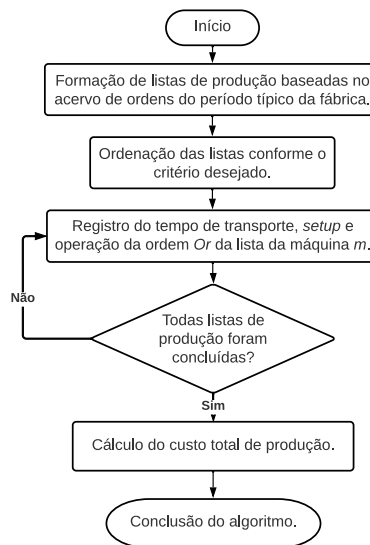 Início
Formação de listas de produção baseadas no
acervo de ordens do período típico da fábrica.
Ordenação das listas conforme o
critério desejado.
Registro do tempo de transporte, setup e
operação da ordem Or da lista da máquina m.
Não
Todas listas de
produção foram
concluídas?
Sim
Cálculo do custo total de produção.
Conclusão do algoritmo.